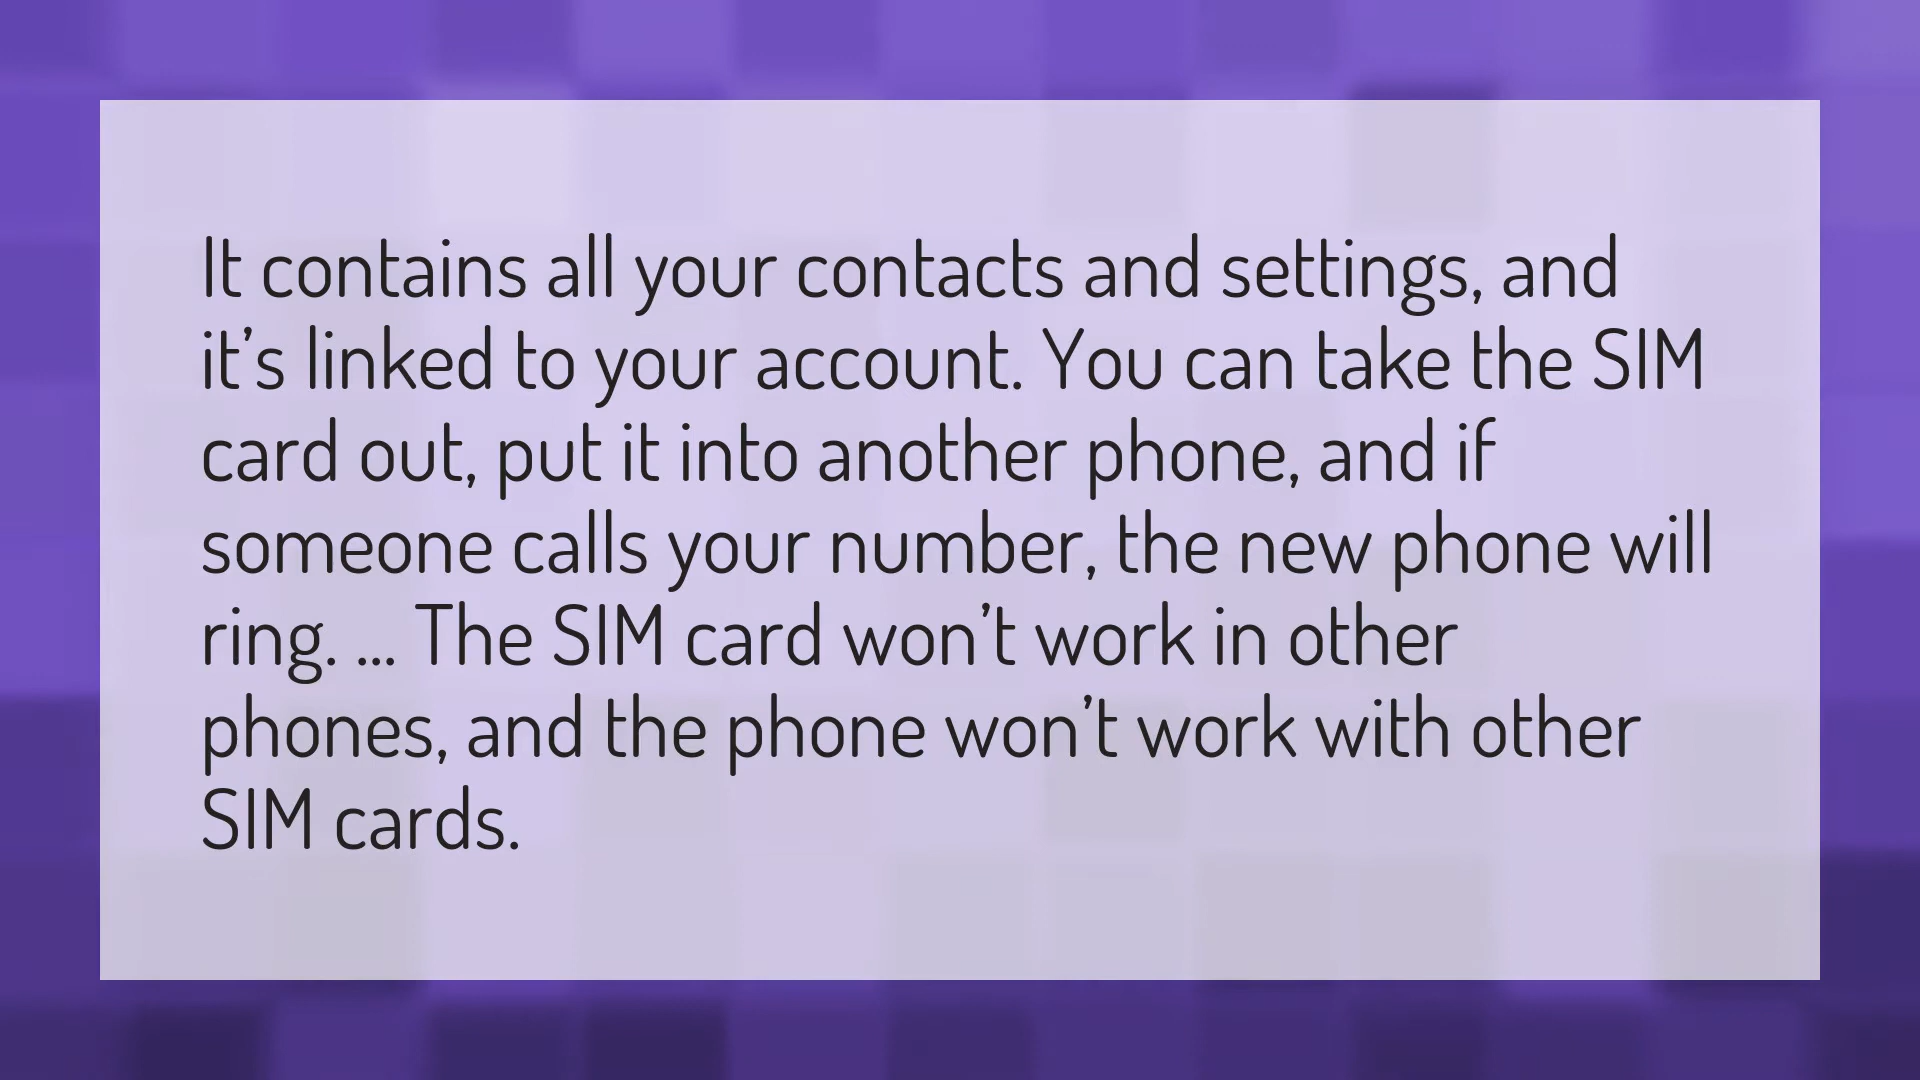 It contains all your contacts and settings, and
it’s linked to your account. You can take the SIM
card out, put it into another phone, and if
someone calls your number, the new phone will
ring. ... The SIM card won’t work in other
phones, and the phone won’t work with other
SIM cards.